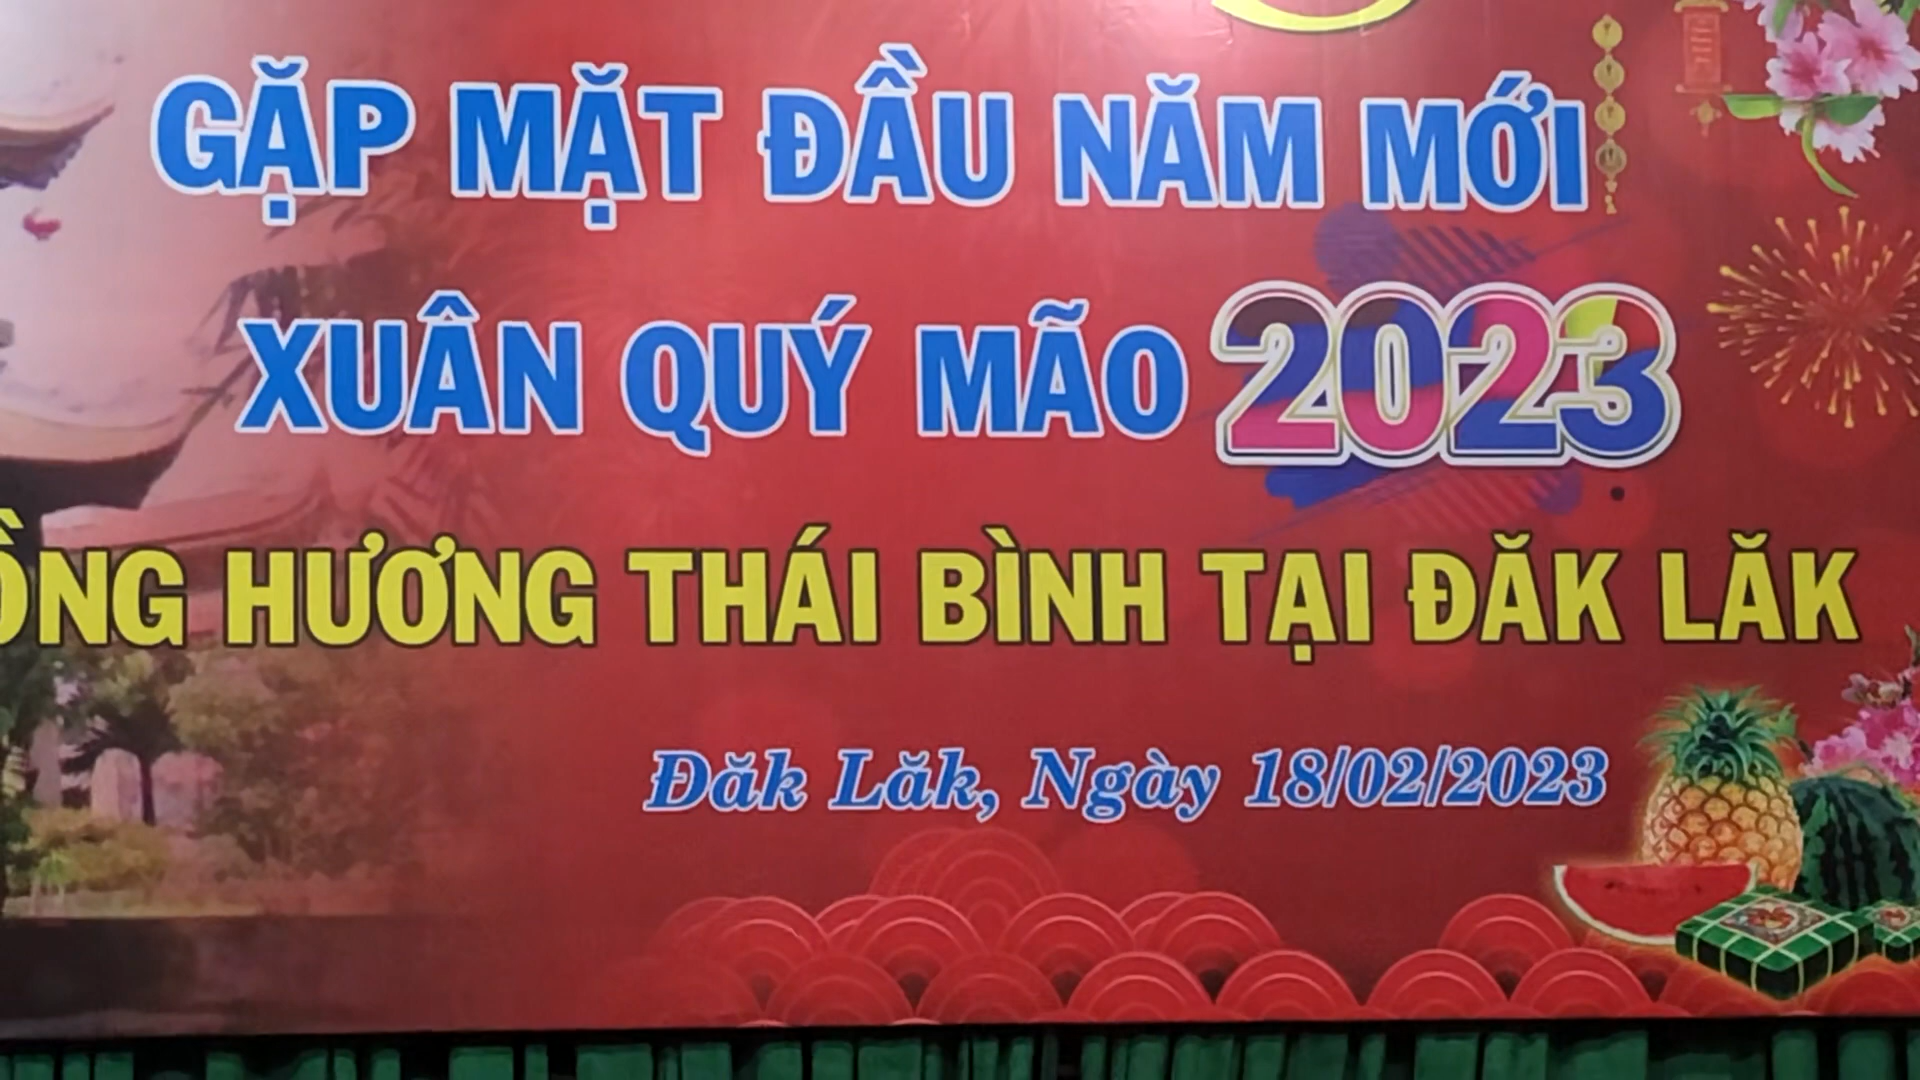 GẶP MẶT ĐẦU NĂM MỚI
XUÂN QUÝ MÃO 2023
ỒNG HƯƠNG THÁI BÌNH TẠI ĐĂK LĂK
Đăk Lăk, Ngày 18/02/2023